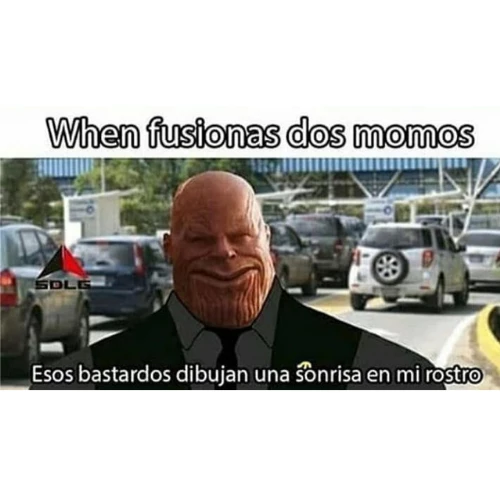 When fusionas dos momos
SDLG
Esos bastardos dibujan una sonrisa en mi rostro